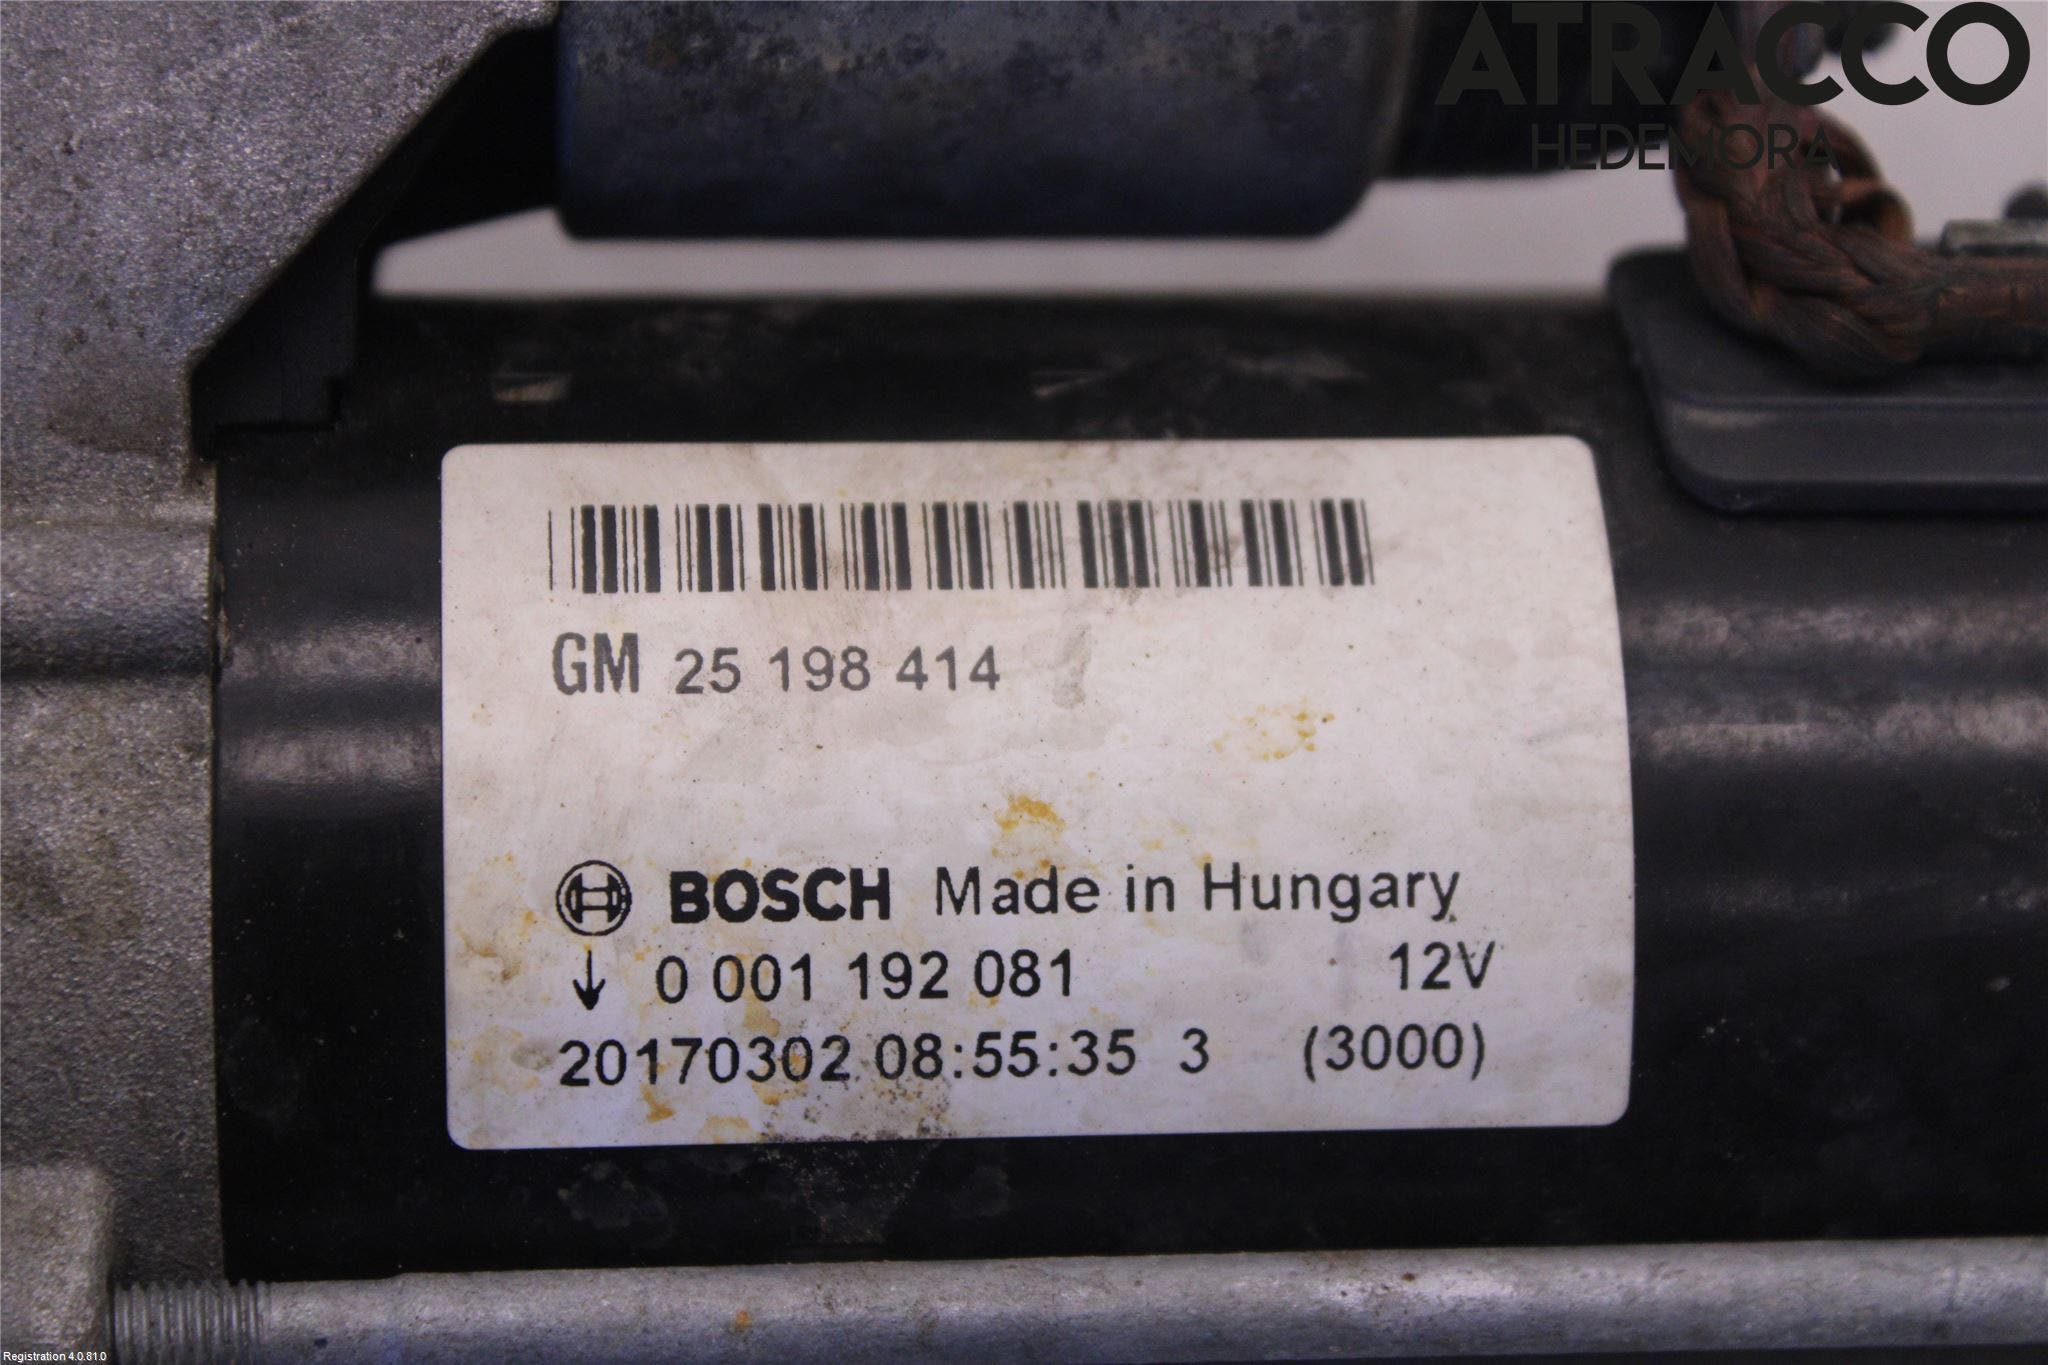 ATRACCO
HEDEMORA
GM 25 198 414
BOSCH Made in Hungary
↓ 0 001 192 081 12V
20170302 08:55:35 3 (3000)
Registration 4.0.81.0